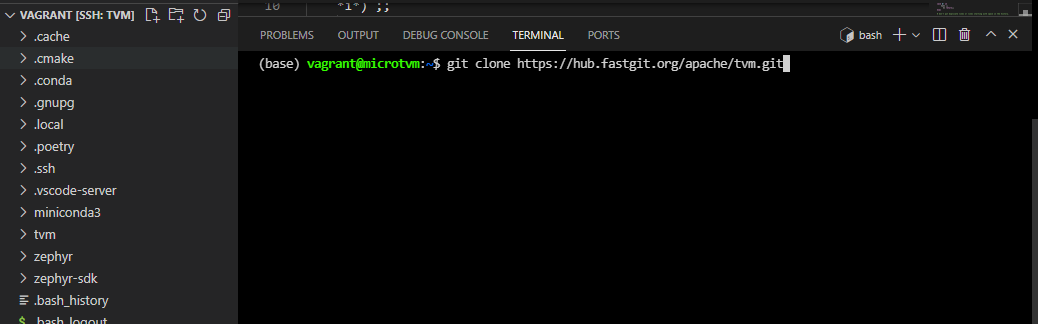 VAGRANT [SSH: TVM]
.cache
.cmake
.conda
.gnupg
.local
.poetry
.ssh
.vscode-server
miniconda3
tvm
zephyr
zephyr-sdk
.bash_history
$ .bash_logout
10 *i*) ;;
PROBLEMS OUTPUT DEBUG CONSOLE TERMINAL PORTS bash
(base) vagrant@microtvm:~$ git clone https://hub.fastgit.org/apache/tvm.git